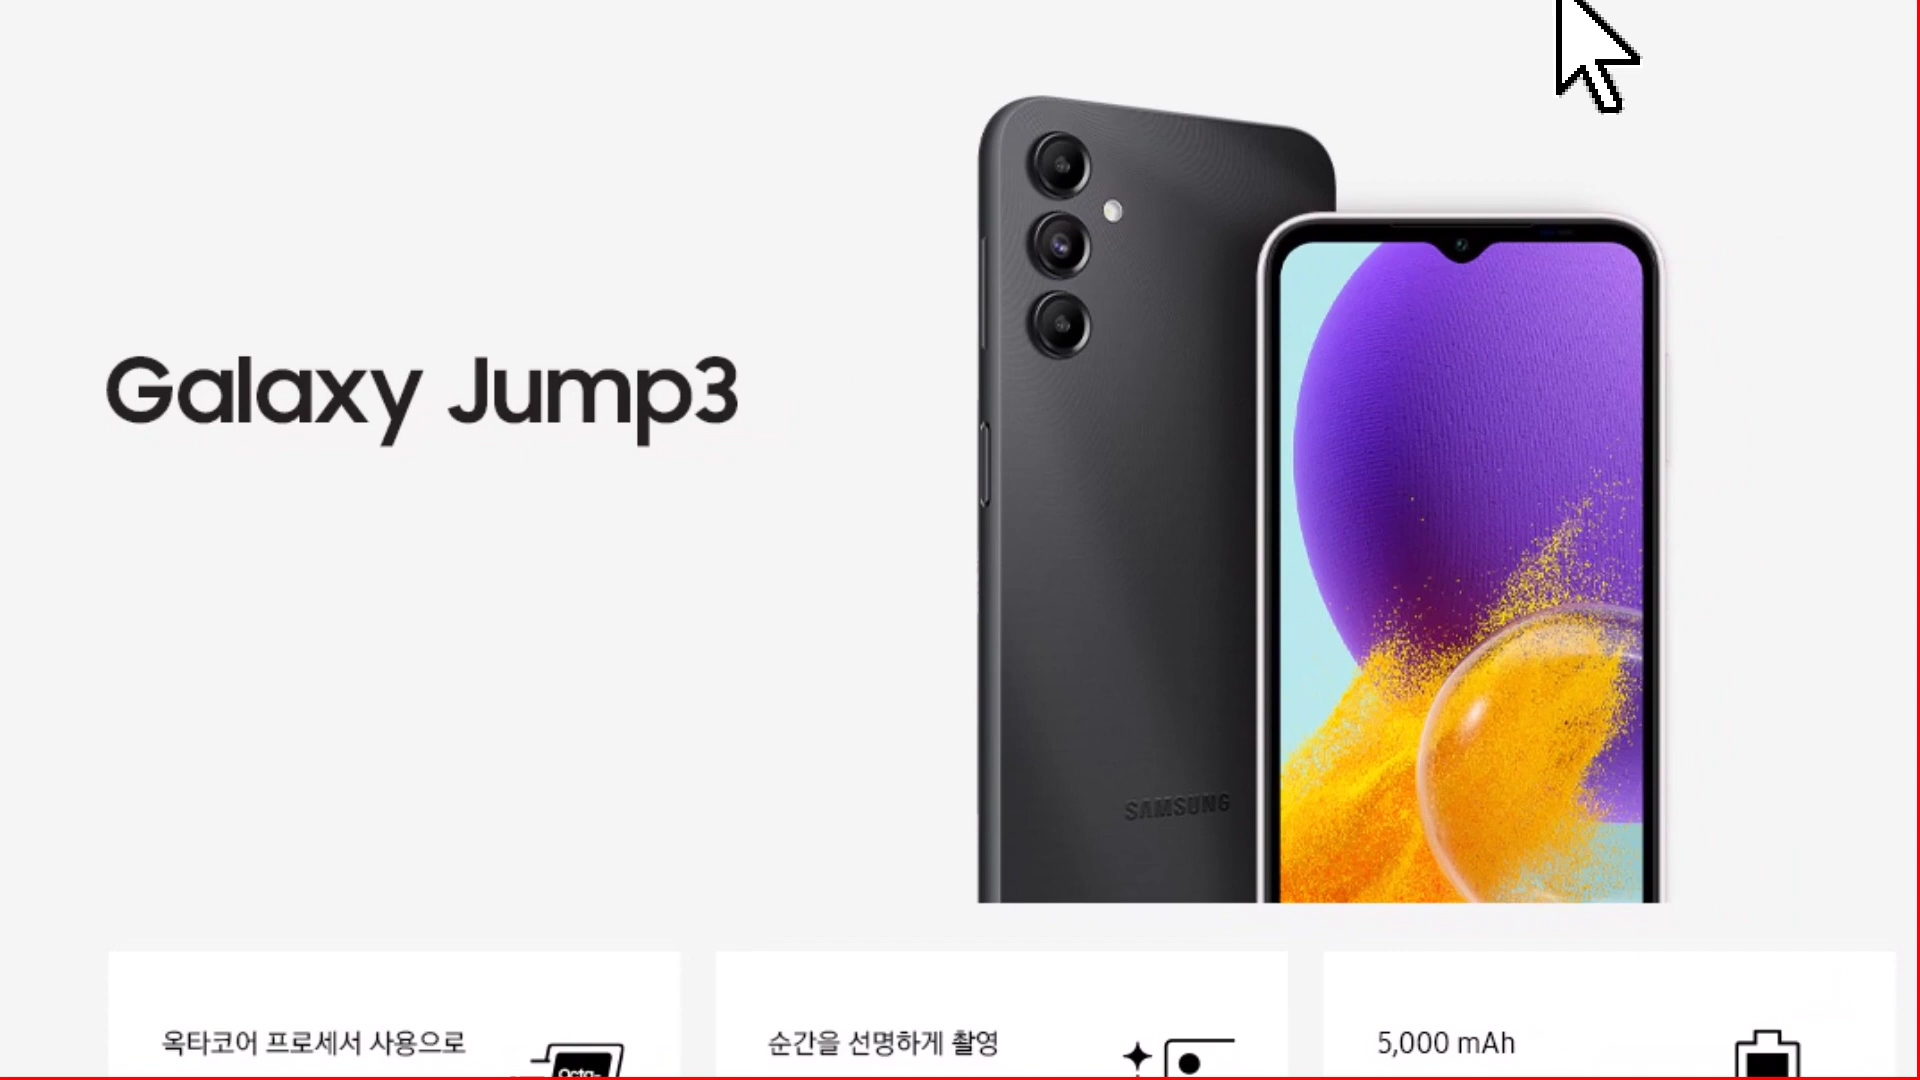 Galaxy Jump3
SAMSUNG
옥타코어 프로세서 사용으로
Octa-
순간을 선명하게 촬영
5,000 mAh